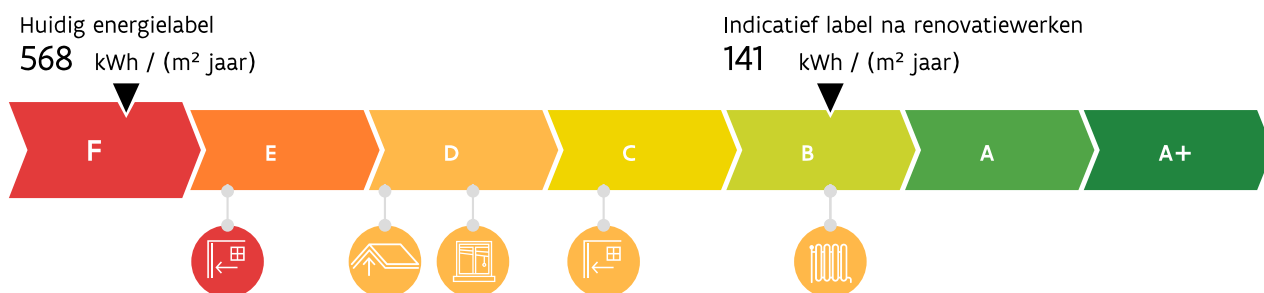 Huidig energielabel
568 kWh / (m² jaar)
Indicatief label na renovatiewerken
141 kWh / (m² jaar)
F E D C B A A+